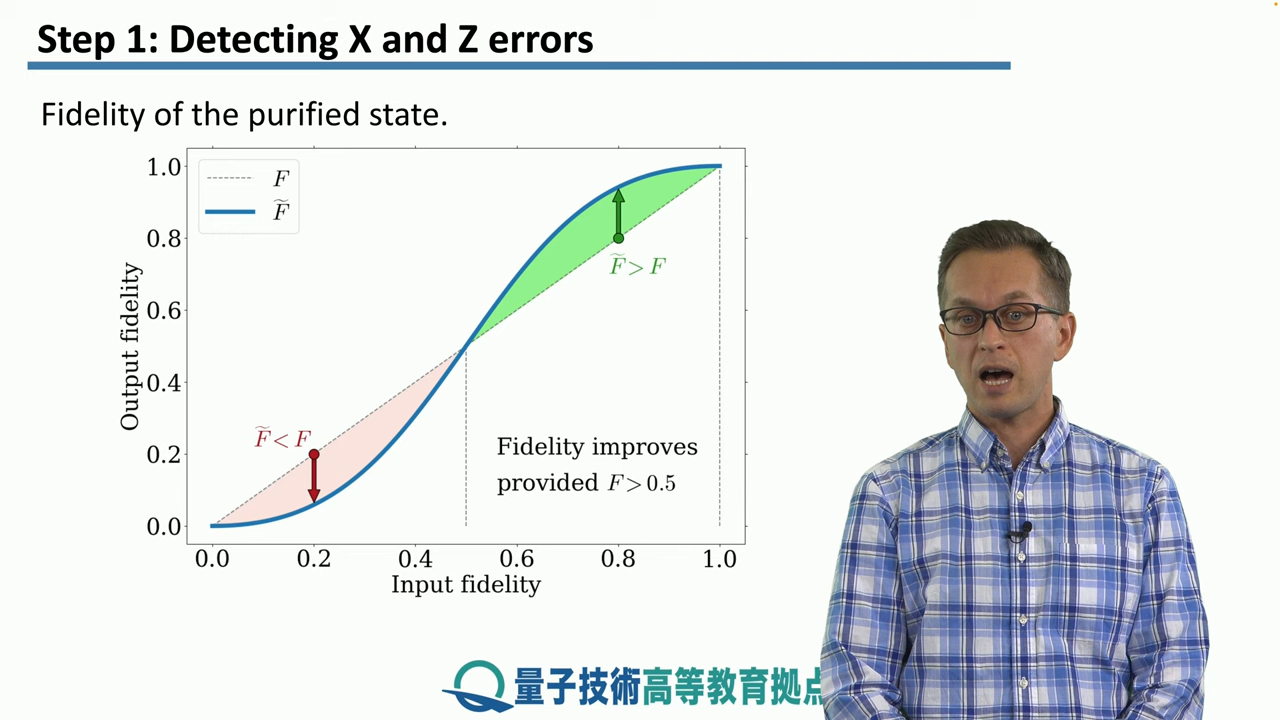 Step 1: Detecting X and Z errors
Fidelity of the purified state.
F
F̃
Output fidelity
1.0
0.8
0.6
0.4
0.2
0.0
F̃ > F
F̃ < F
Fidelity improves
provided F > 0.5
0.0 0.2 0.4 0.6 0.8 1.0
Input fidelity
量子技術高等教育拠点